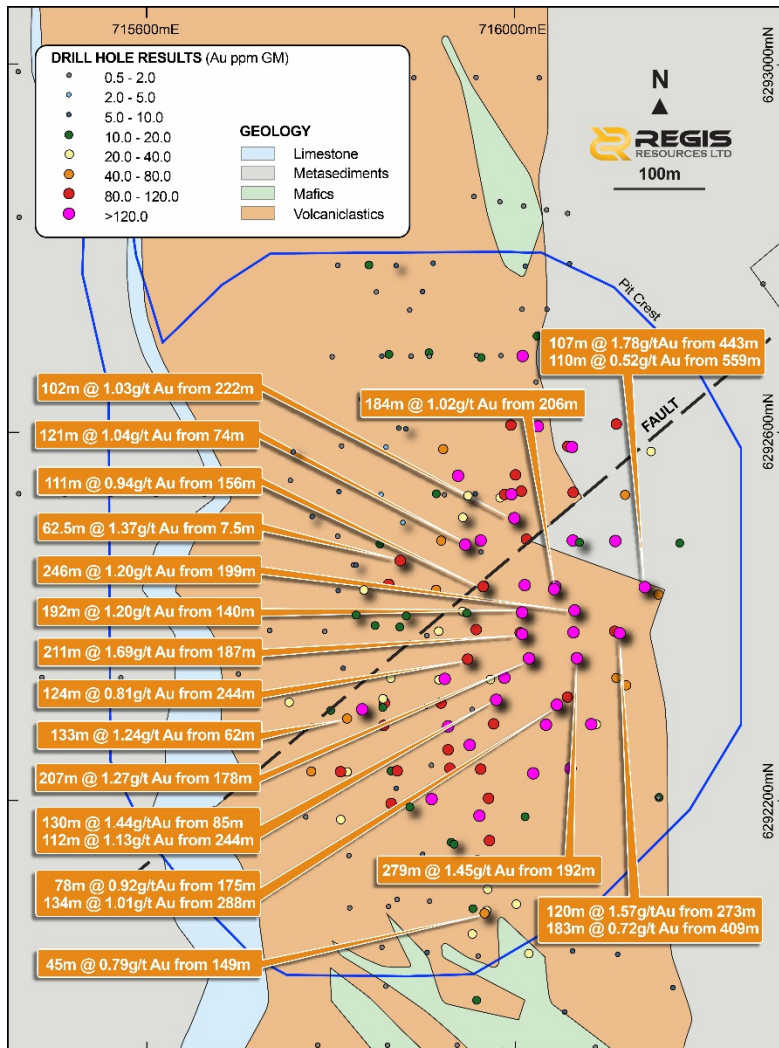 715600mE
716000mE
6293000mN
DRILL HOLE RESULTS (Au ppm GM)
0.5 - 2.0
2.0 - 5.0
5.0 - 10.0
10.0 - 20.0
20.0 - 40.0
40.0 - 80.0
80.0 - 120.0
>120.0
GEOLOGY
Limestone
Metasediments
Mafics
Volcaniclastics
N
REGIS
RESOURCES LTD
100m
Pit Crest
107m @ 1.78g/tAu from 443m
110m @ 0.52g/tAu from 559m
102m @ 1.03g/t Au from 222m
184m @ 1.02g/t Au from 206m
FAULT
6292600mN
121m @ 1.04g/t Au from 74m
111m @ 0.94g/t Au from 156m
62.5m @ 1.37g/t Au from 7.5m
246m @ 1.20g/t Au from 199m
192m @ 1.20g/t Au from 140m
211m @ 1.69g/t Au from 187m
124m @ 0.81g/t Au from 244m
133m @ 1.24g/t Au from 62m
207m @ 1.27g/t Au from 178m
6292200mN
130m @ 1.44g/tAu from 85m
112m @ 1.13g/t Au from 244m
279m @ 1.45g/t Au from 192m
78m @ 0.92g/tAu from 175m
134m @ 1.01g/t Au from 288m
120m @ 1.57g/tAu from 273m
183m @ 0.72g/t Au from 409m
45m @ 0.79g/t Au from 149m